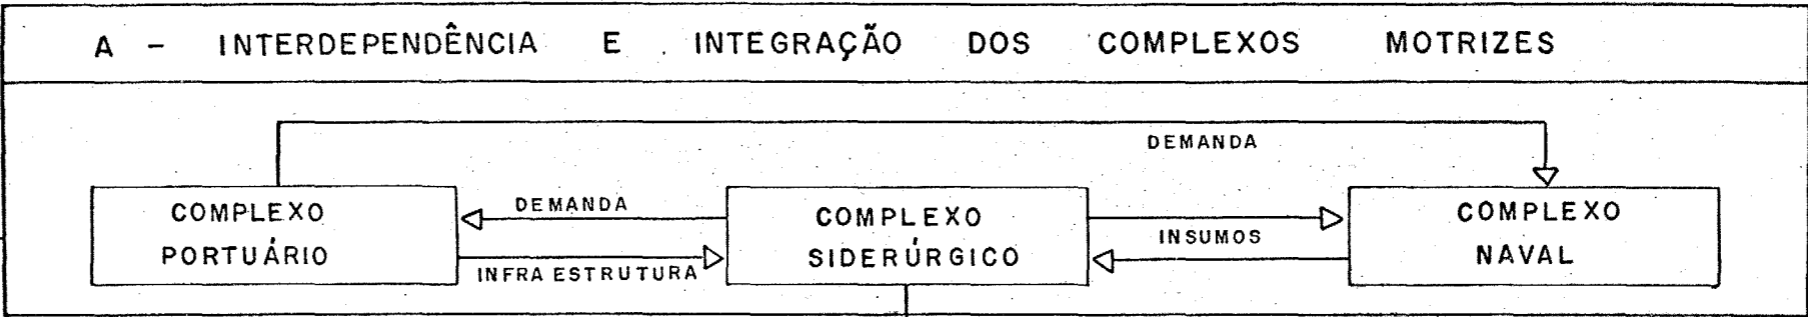 A - INTERDEPENDÊNCIA E INTEGRAÇÃO DOS COMPLEXOS MOTRIZES
DEMANDA
COMPLEXO
PORTUÁRIO
DEMANDA
INFRA ESTRUTURA
COMPLEXO
SIDERÚRGICO
INSUMOS
COMPLEXO
NAVAL